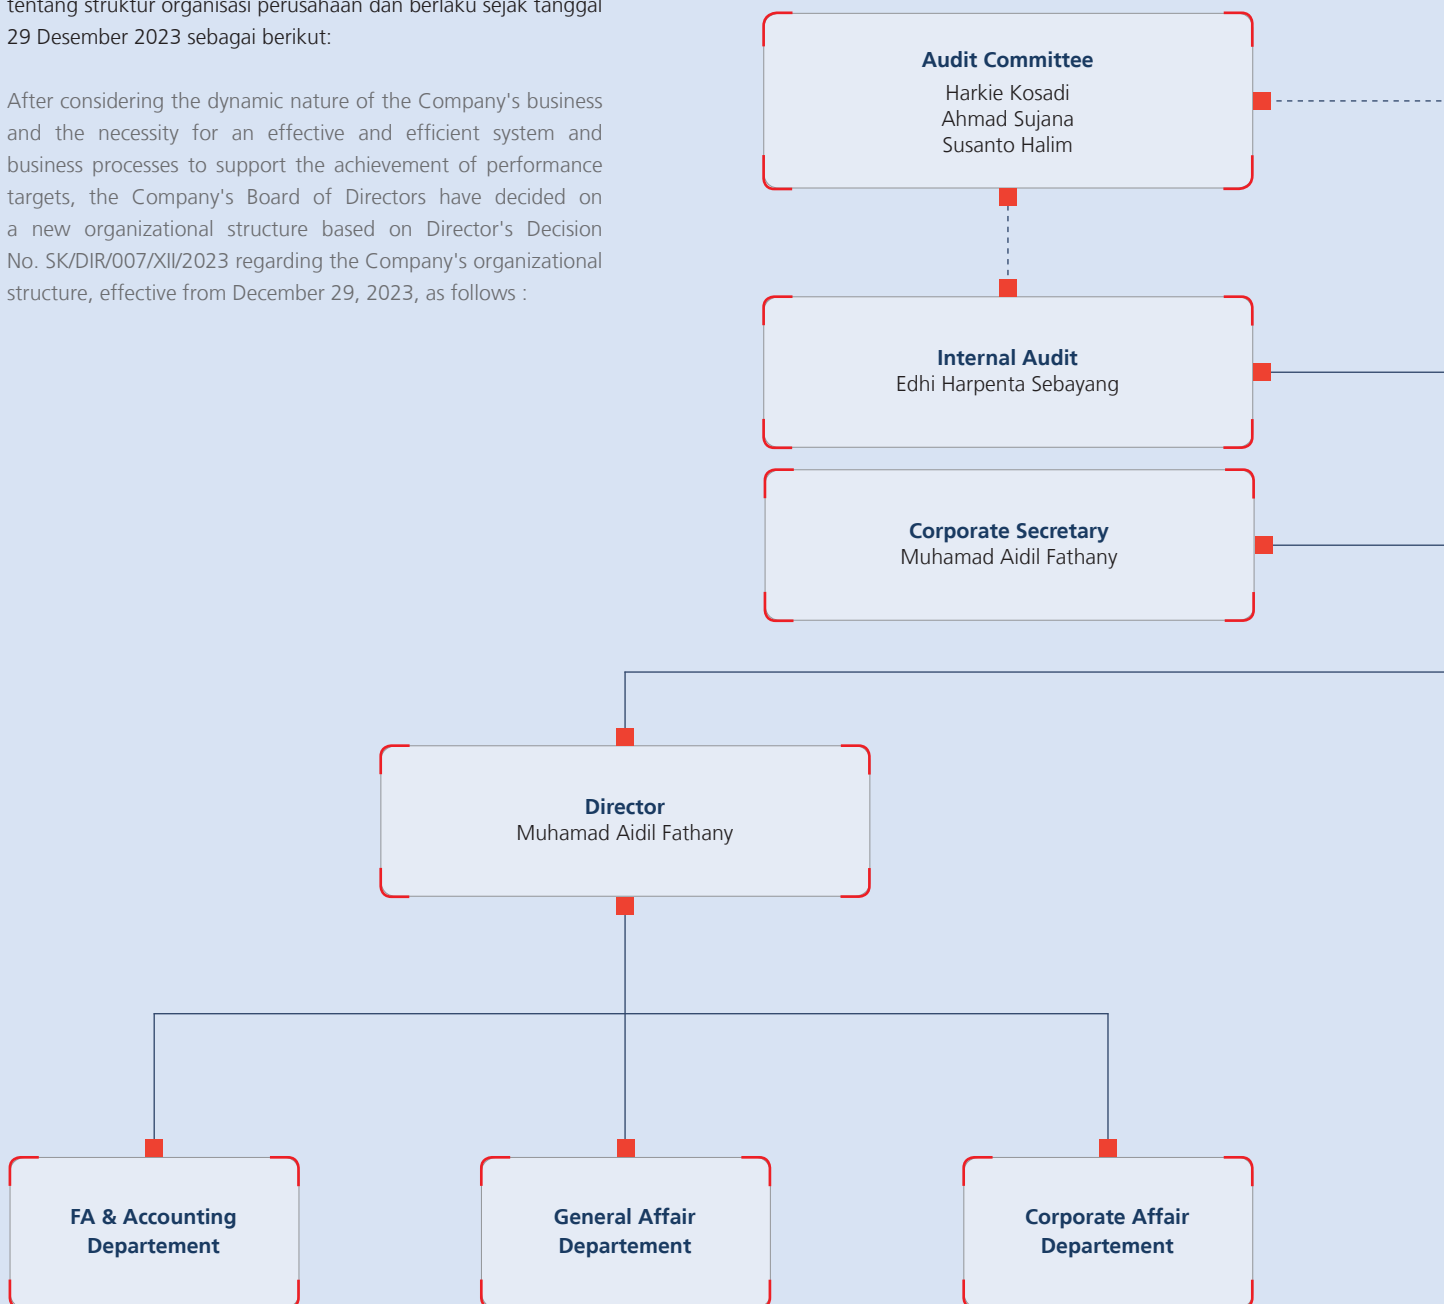 tentang struktur organisasi perusahaan dan berlaku sejak tanggal
29 Desember 2023 sebagai berikut:
After considering the dynamic nature of the Company's business
and the necessity for an effective and efficient system and
business processes to support the achievement of performance
targets, the Company's Board of Directors have decided on
a new organizational structure based on Director's Decision
No. SK/DIR/007/XII/2023 regarding the Company's organizational
structure, effective from December 29, 2023, as follows :
Audit Committee
Harkie Kosadi
Ahmad Sujana
Susanto Halim
Internal Audit
Edhi Harpenta Sebayang
Corporate Secretary
Muhamad Aidil Fathany
Director
Muhamad Aidil Fathany
FA & Accounting
Departement
General Affair
Departement
Corporate Affair
Departement